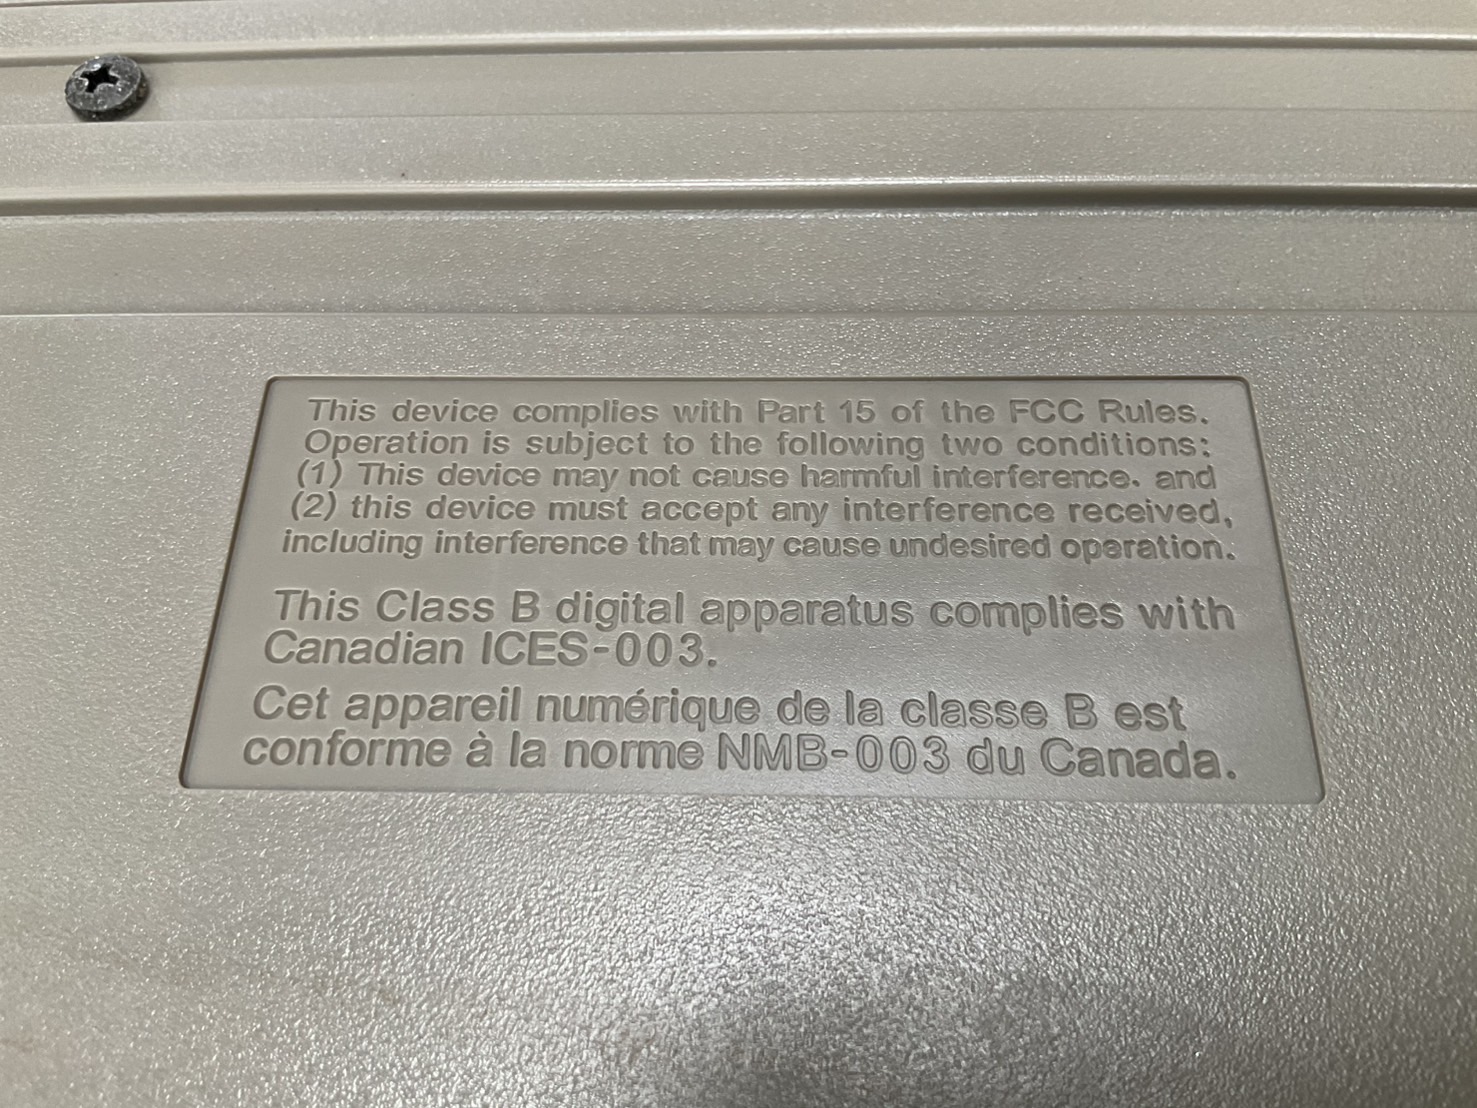 This device complies with Part 15 of the FCC Rules.
Operation is subject to the following two conditions:
(1) This device may not cause harmful interference. and
(2) this device must accept any interference received,
including interference that may cause undesired operation.
This Class B digital apparatus complies with
Canadian ICES-003.
Cet appareil numérique de la classe B est
conforme à la norme NMB-003 du Canada.